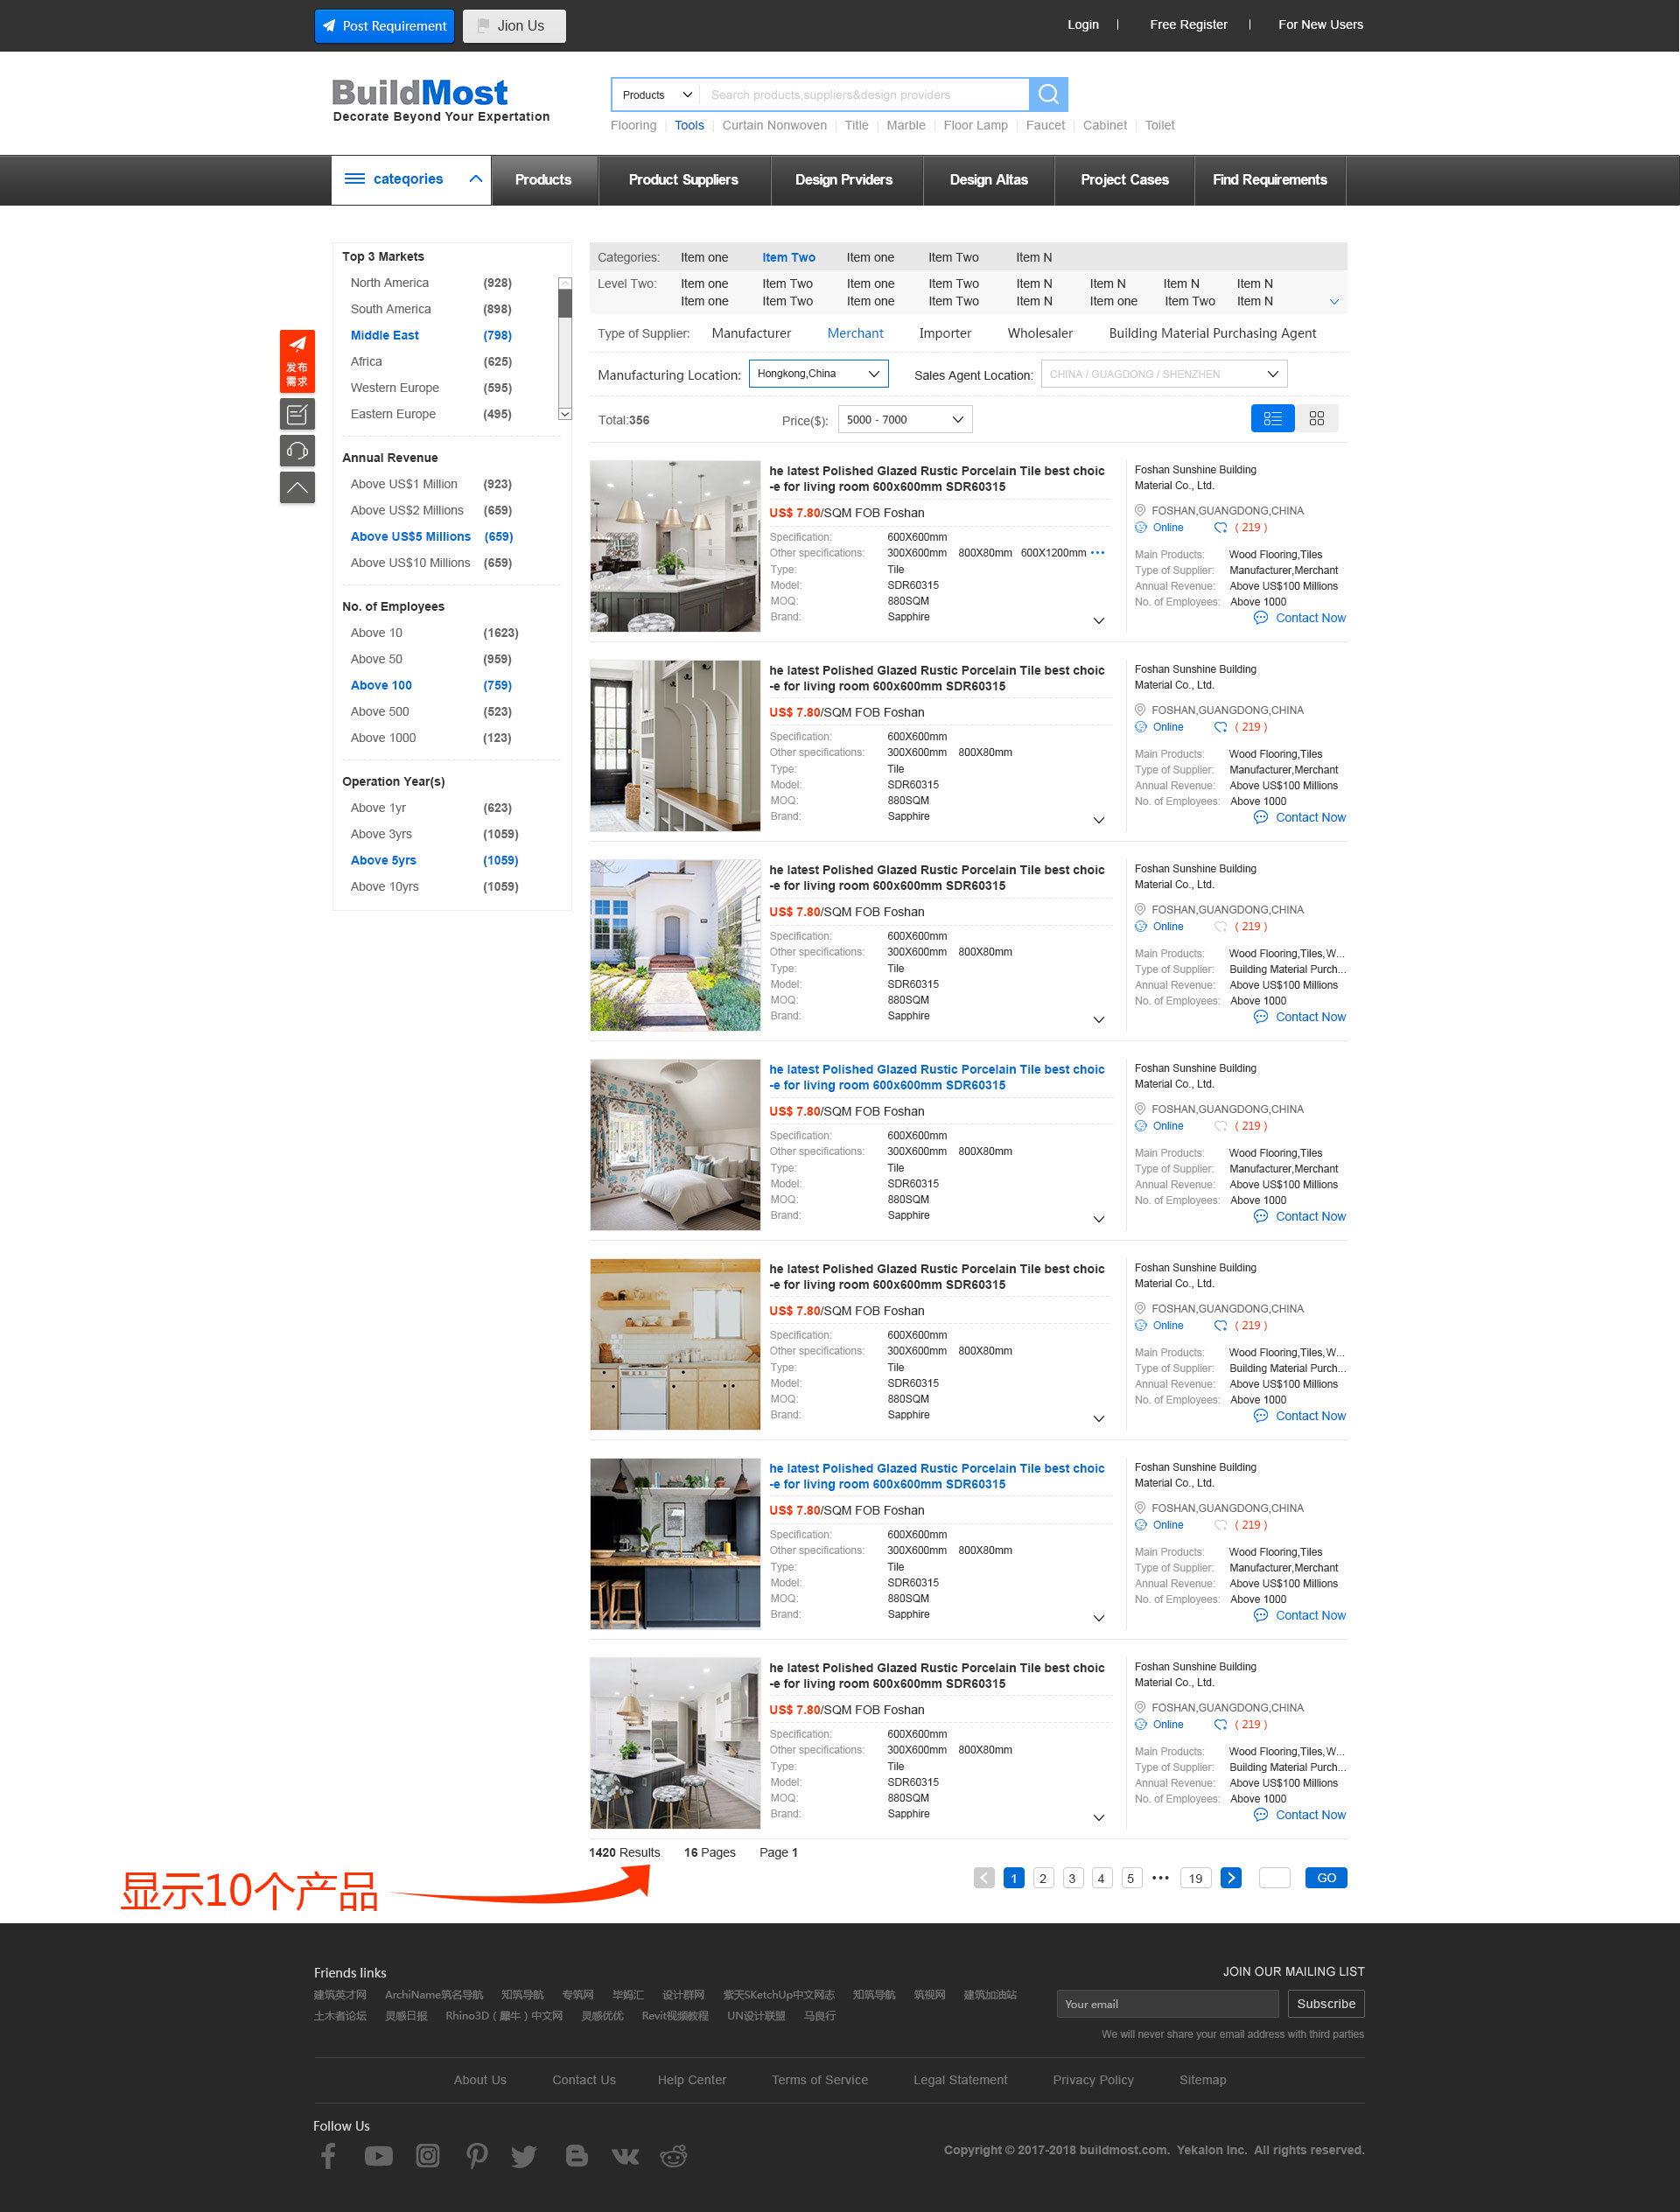 Post Requirement
Jion Us
Login | Free Register | For New Users
BuildMost
Decorate Beyond Your Expertation
Products
Search products,suppliers&design providers
Flooring | Tools | Curtain Nonwoven | Title | Marble | Floor Lamp | Faucet | Cabinet | Toilet
cateqories
Products
Product Suppliers
Design Prviders
Design Altas
Project Cases
Find Requirements
Top 3 Markets
North America (928)
South America (898)
Middle East (798)
Africa (625)
Western Europe (595)
Eastern Europe (495)
Annual Revenue
Above US$1 Million (923)
Above US$2 Millions (659)
Above US$5 Millions (659)
Above US$10 Millions (659)
No. of Employees
Above 10 (1623)
Above 50 (959)
Above 100 (759)
Above 500 (523)
Above 1000 (123)
Operation Year(s)
Above 1yr (623)
Above 3yrs (1059)
Above 5yrs (1059)
Above 10yrs (1059)
发布
需求
Categories: Item one Item Two Item one Item Two Item N
Level Two: Item one Item Two Item one Item Two Item N Item N Item N Item N
Item one Item Two Item one Item Two Item N Item one Item Two Item N
Type of Supplier: Manufacturer Merchant Importer Wholesaler Building Material Purchasing Agent
Manufacturing Location: Hongkong,China Sales Agent Location: CHINA / GUAGDONG / SHENZHEN
Total:356 Price($): 5000 - 7000
he latest Polished Glazed Rustic Porcelain Tile best choic
-e for living room 600x600mm SDR60315
US$ 7.80/SQM FOB Foshan
Specification: 600X600mm
Other specifications: 300X600mm 800X80mm 600X1200mm •••
Type: Tile
Model: SDR60315
MOQ: 880SQM
Brand: Sapphire
Foshan Sunshine Building
Material Co., Ltd.
FOSHAN,GUANGDONG,CHINA
Online ( 219 )
Main Products: Wood Flooring,Tiles
Type of Supplier: Manufacturer,Merchant
Annual Revenue: Above US$100 Millions
No. of Employees: Above 1000
Contact Now
he latest Polished Glazed Rustic Porcelain Tile best choic
-e for living room 600x600mm SDR60315
US$ 7.80/SQM FOB Foshan
Specification: 600X600mm
Other specifications: 300X600mm 800X80mm
Type: Tile
Model: SDR60315
MOQ: 880SQM
Brand: Sapphire
Foshan Sunshine Building
Material Co., Ltd.
FOSHAN,GUANGDONG,CHINA
Online ( 219 )
Main Products: Wood Flooring,Tiles
Type of Supplier: Manufacturer,Merchant
Annual Revenue: Above US$100 Millions
No. of Employees: Above 1000
Contact Now
he latest Polished Glazed Rustic Porcelain Tile best choic
-e for living room 600x600mm SDR60315
US$ 7.80/SQM FOB Foshan
Specification: 600X600mm
Other specifications: 300X600mm 800X80mm
Type: Tile
Model: SDR60315
MOQ: 880SQM
Brand: Sapphire
Foshan Sunshine Building
Material Co., Ltd.
FOSHAN,GUANGDONG,CHINA
Online ( 219 )
Main Products: Wood Flooring,Tiles,W...
Type of Supplier: Building Material Purch...
Annual Revenue: Above US$100 Millions
No. of Employees: Above 1000
Contact Now
he latest Polished Glazed Rustic Porcelain Tile best choic
-e for living room 600x600mm SDR60315
US$ 7.80/SQM FOB Foshan
Specification: 600X600mm
Other specifications: 300X600mm 800X80mm
Type: Tile
Model: SDR60315
MOQ: 880SQM
Brand: Sapphire
Foshan Sunshine Building
Material Co., Ltd.
FOSHAN,GUANGDONG,CHINA
Online ( 219 )
Main Products: Wood Flooring,Tiles
Type of Supplier: Manufacturer,Merchant
Annual Revenue: Above US$100 Millions
No. of Employees: Above 1000
Contact Now
he latest Polished Glazed Rustic Porcelain Tile best choic
-e for living room 600x600mm SDR60315
US$ 7.80/SQM FOB Foshan
Specification: 600X600mm
Other specifications: 300X600mm 800X80mm
Type: Tile
Model: SDR60315
MOQ: 880SQM
Brand: Sapphire
Foshan Sunshine Building
Material Co., Ltd.
FOSHAN,GUANGDONG,CHINA
Online ( 219 )
Main Products: Wood Flooring,Tiles,W...
Type of Supplier: Building Material Purch...
Annual Revenue: Above US$100 Millions
No. of Employees: Above 1000
Contact Now
he latest Polished Glazed Rustic Porcelain Tile best choic
-e for living room 600x600mm SDR60315
US$ 7.80/SQM FOB Foshan
Specification: 600X600mm
Other specifications: 300X600mm 800X80mm
Type: Tile
Model: SDR60315
MOQ: 880SQM
Brand: Sapphire
Foshan Sunshine Building
Material Co., Ltd.
FOSHAN,GUANGDONG,CHINA
Online ( 219 )
Main Products: Wood Flooring,Tiles
Type of Supplier: Manufacturer,Merchant
Annual Revenue: Above US$100 Millions
No. of Employees: Above 1000
Contact Now
he latest Polished Glazed Rustic Porcelain Tile best choic
-e for living room 600x600mm SDR60315
US$ 7.80/SQM FOB Foshan
Specification: 600X600mm
Other specifications: 300X600mm 800X80mm
Type: Tile
Model: SDR60315
MOQ: 880SQM
Brand: Sapphire
Foshan Sunshine Building
Material Co., Ltd.
FOSHAN,GUANGDONG,CHINA
Online ( 219 )
Main Products: Wood Flooring,Tiles,W...
Type of Supplier: Building Material Purch...
Annual Revenue: Above US$100 Millions
No. of Employees: Above 1000
Contact Now
1420 Results 16 Pages Page 1
显示10个产品
1 2 3 4 5 ••• 19 GO
Friends links
建筑英才网 ArchiName筑名导航 知筑导航 专筑网 毕妈汇 设计群网 紫天SKetchUp中文网志 知筑导航 筑视网 建筑加油站
土木者论坛 灵感日报 Rhino3D（犀牛）中文网 灵感优优 Revit视频教程 UN设计联盟 马良行
JOIN OUR MAILING LIST
Your email
Subscribe
We will never share your email address with third parties
About Us Contact Us Help Center Terms of Service Legal Statement Privacy Policy Sitemap
Follow Us
Copyright © 2017-2018 buildmost.com. Yekalon Inc. All rights reserved.